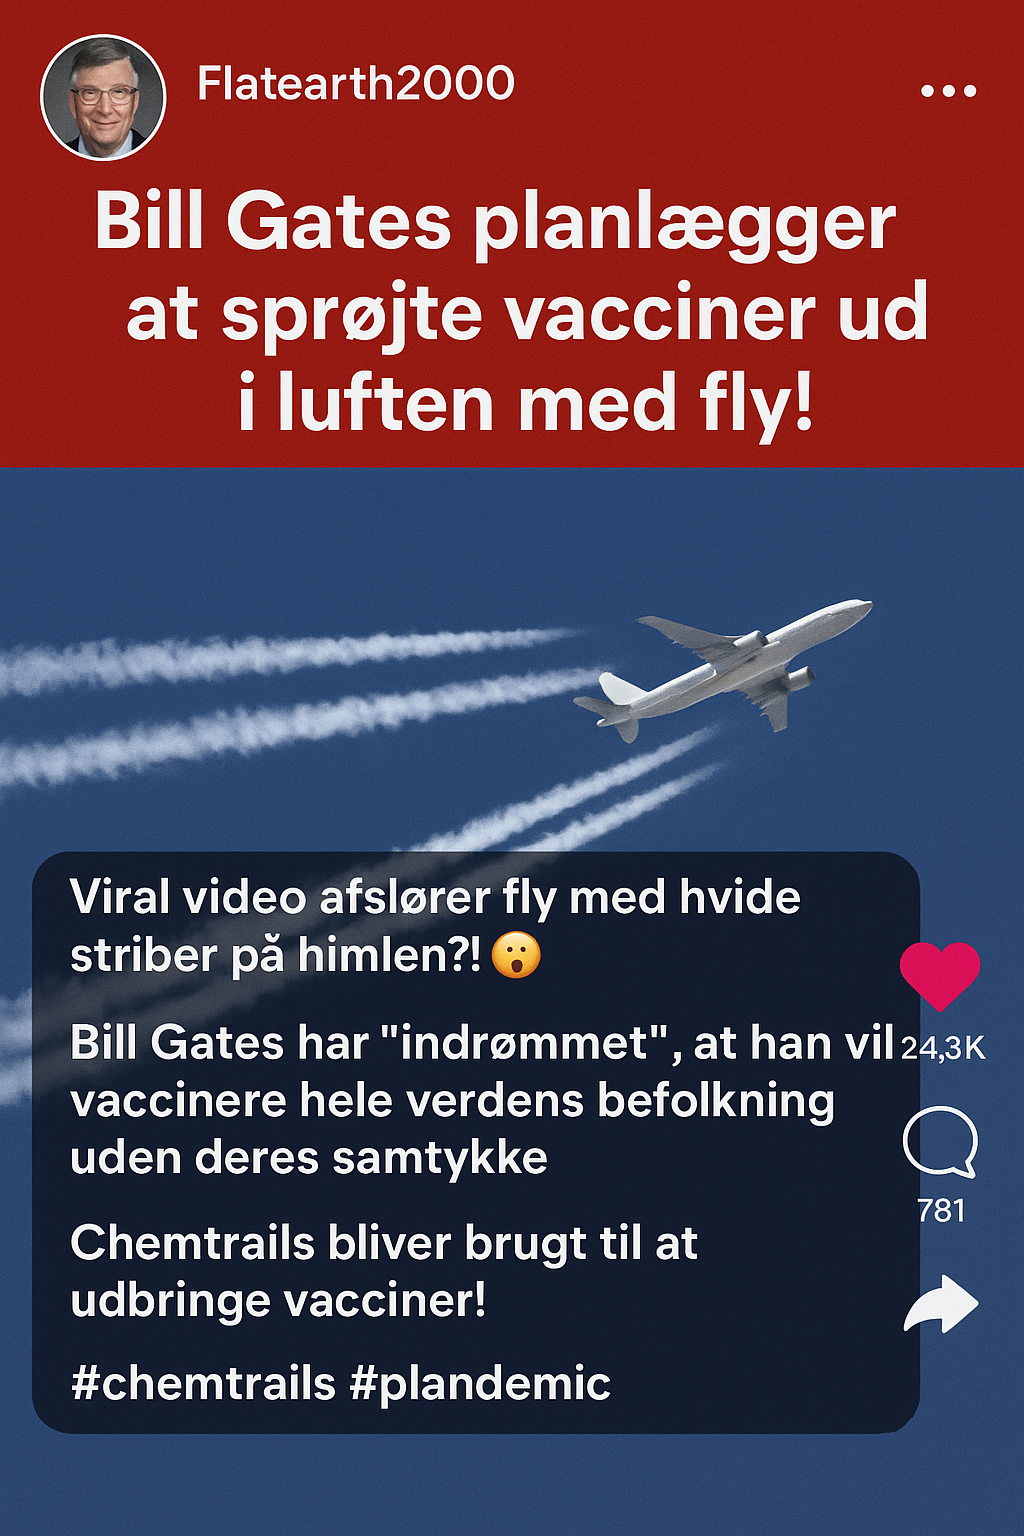 Flatearth2000
Bill Gates planlægger
at sprøjte vacciner ud
i luften med fly!
Viral video afslører fly med hvide
striber på himlen?! 😮
Bill Gates har "indrømmet", at han vil
vaccinere hele verdens befolkning
uden deres samtykke
Chemtrails bliver brugt til at
udbringe vacciner!
#chemtrails #plandemic
24,3K
781